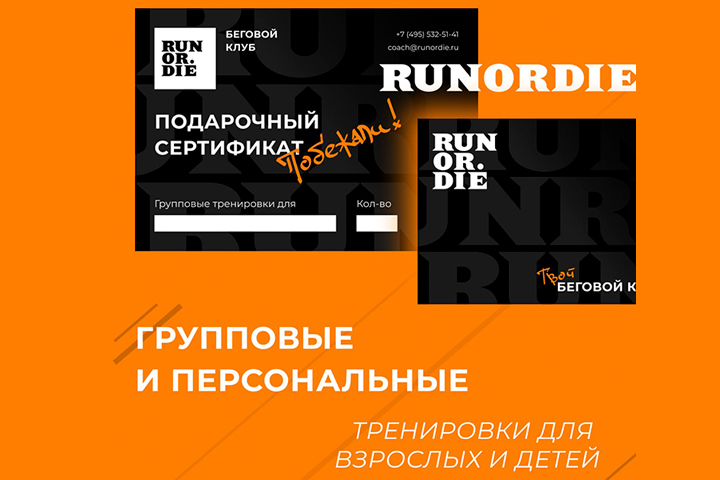 RUN
OR.
DIE
БЕГОВОЙ
КЛУБ
+7 (495) 532-51-41
coach@runordie.ru
RUNORDIE
ПОДАРОЧНЫЙ
СЕРТИФИКАТ
Побежали!
Групповые тренировки для
Кол-во
RUN
OR.
DIE
Твой
БЕГОВОЙ К
ГРУППОВЫЕ
И ПЕРСОНАЛЬНЫЕ
ТРЕНИРОВКИ ДЛЯ
ВЗРОСЛЫХ И ДЕТЕЙ